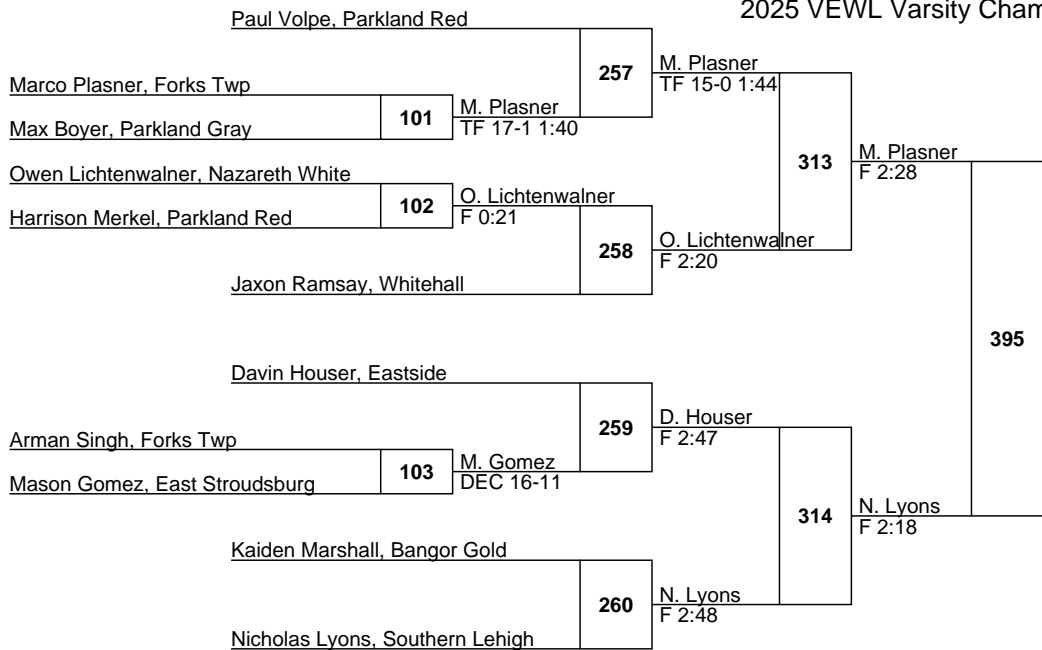 2025 VEWL Varsity Cham
Paul Volpe, Parkland Red
257
M. Plasner
TF 15-0 1:44
Marco Plasner, Forks Twp
101
M. Plasner
TF 17-1 1:40
Max Boyer, Parkland Gray
313
M. Plasner
F 2:28
Owen Lichtenwalner, Nazareth White
102
O. Lichtenwalner
F 0:21
Harrison Merkel, Parkland Red
258
O. Lichtenwalner
F 2:20
Jaxon Ramsay, Whitehall
395
Davin Houser, Eastside
259
D. Houser
F 2:47
Arman Singh, Forks Twp
103
M. Gomez
DEC 16-11
Mason Gomez, East Stroudsburg
314
N. Lyons
F 2:18
Kaiden Marshall, Bangor Gold
260
N. Lyons
F 2:48
Nicholas Lyons, Southern Lehigh